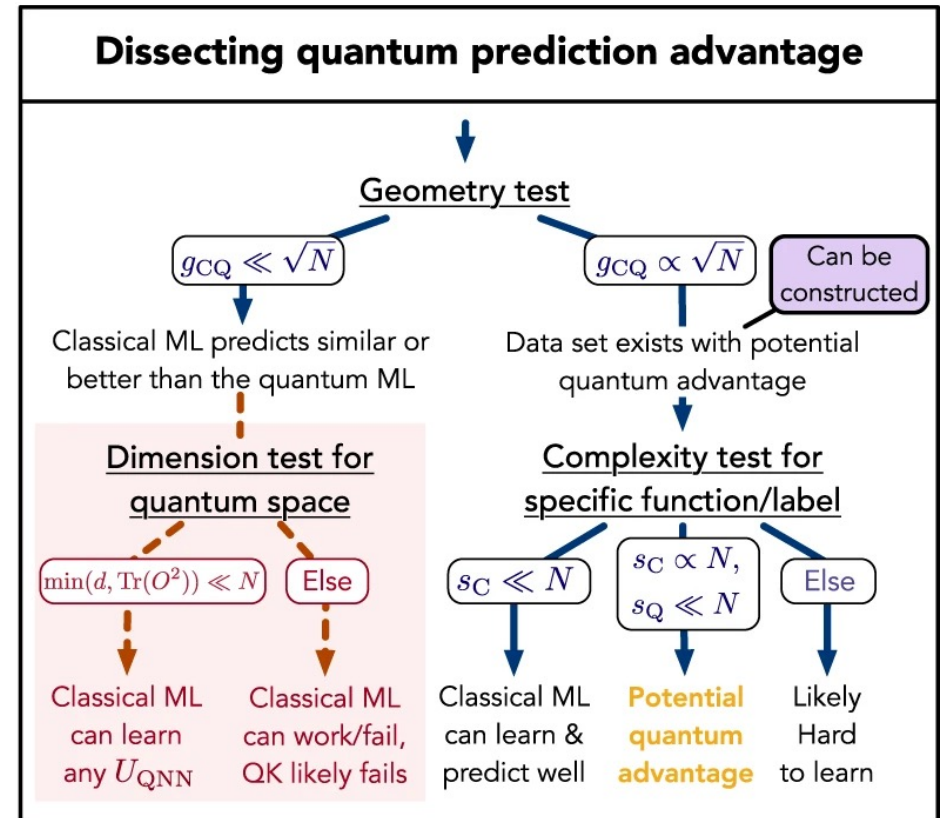 Dissecting quantum prediction advantage
Geometry test
g_CQ ≪ √N
g_CQ ∝ √N
Can be
constructed
Classical ML predicts similar or
better than the quantum ML
Data set exists with potential
quantum advantage
Dimension test for
quantum space
min(d, Tr(O²)) ≪ N
Else
Classical ML
can learn
any U_QNN
Classical ML
can work/fail,
QK likely fails
Complexity test for
specific function/label
s_C ≪ N
s_C ∝ N,
s_Q ≪ N
Else
Classical ML
can learn &
predict well
Potential
quantum
advantage
Likely
Hard
to learn